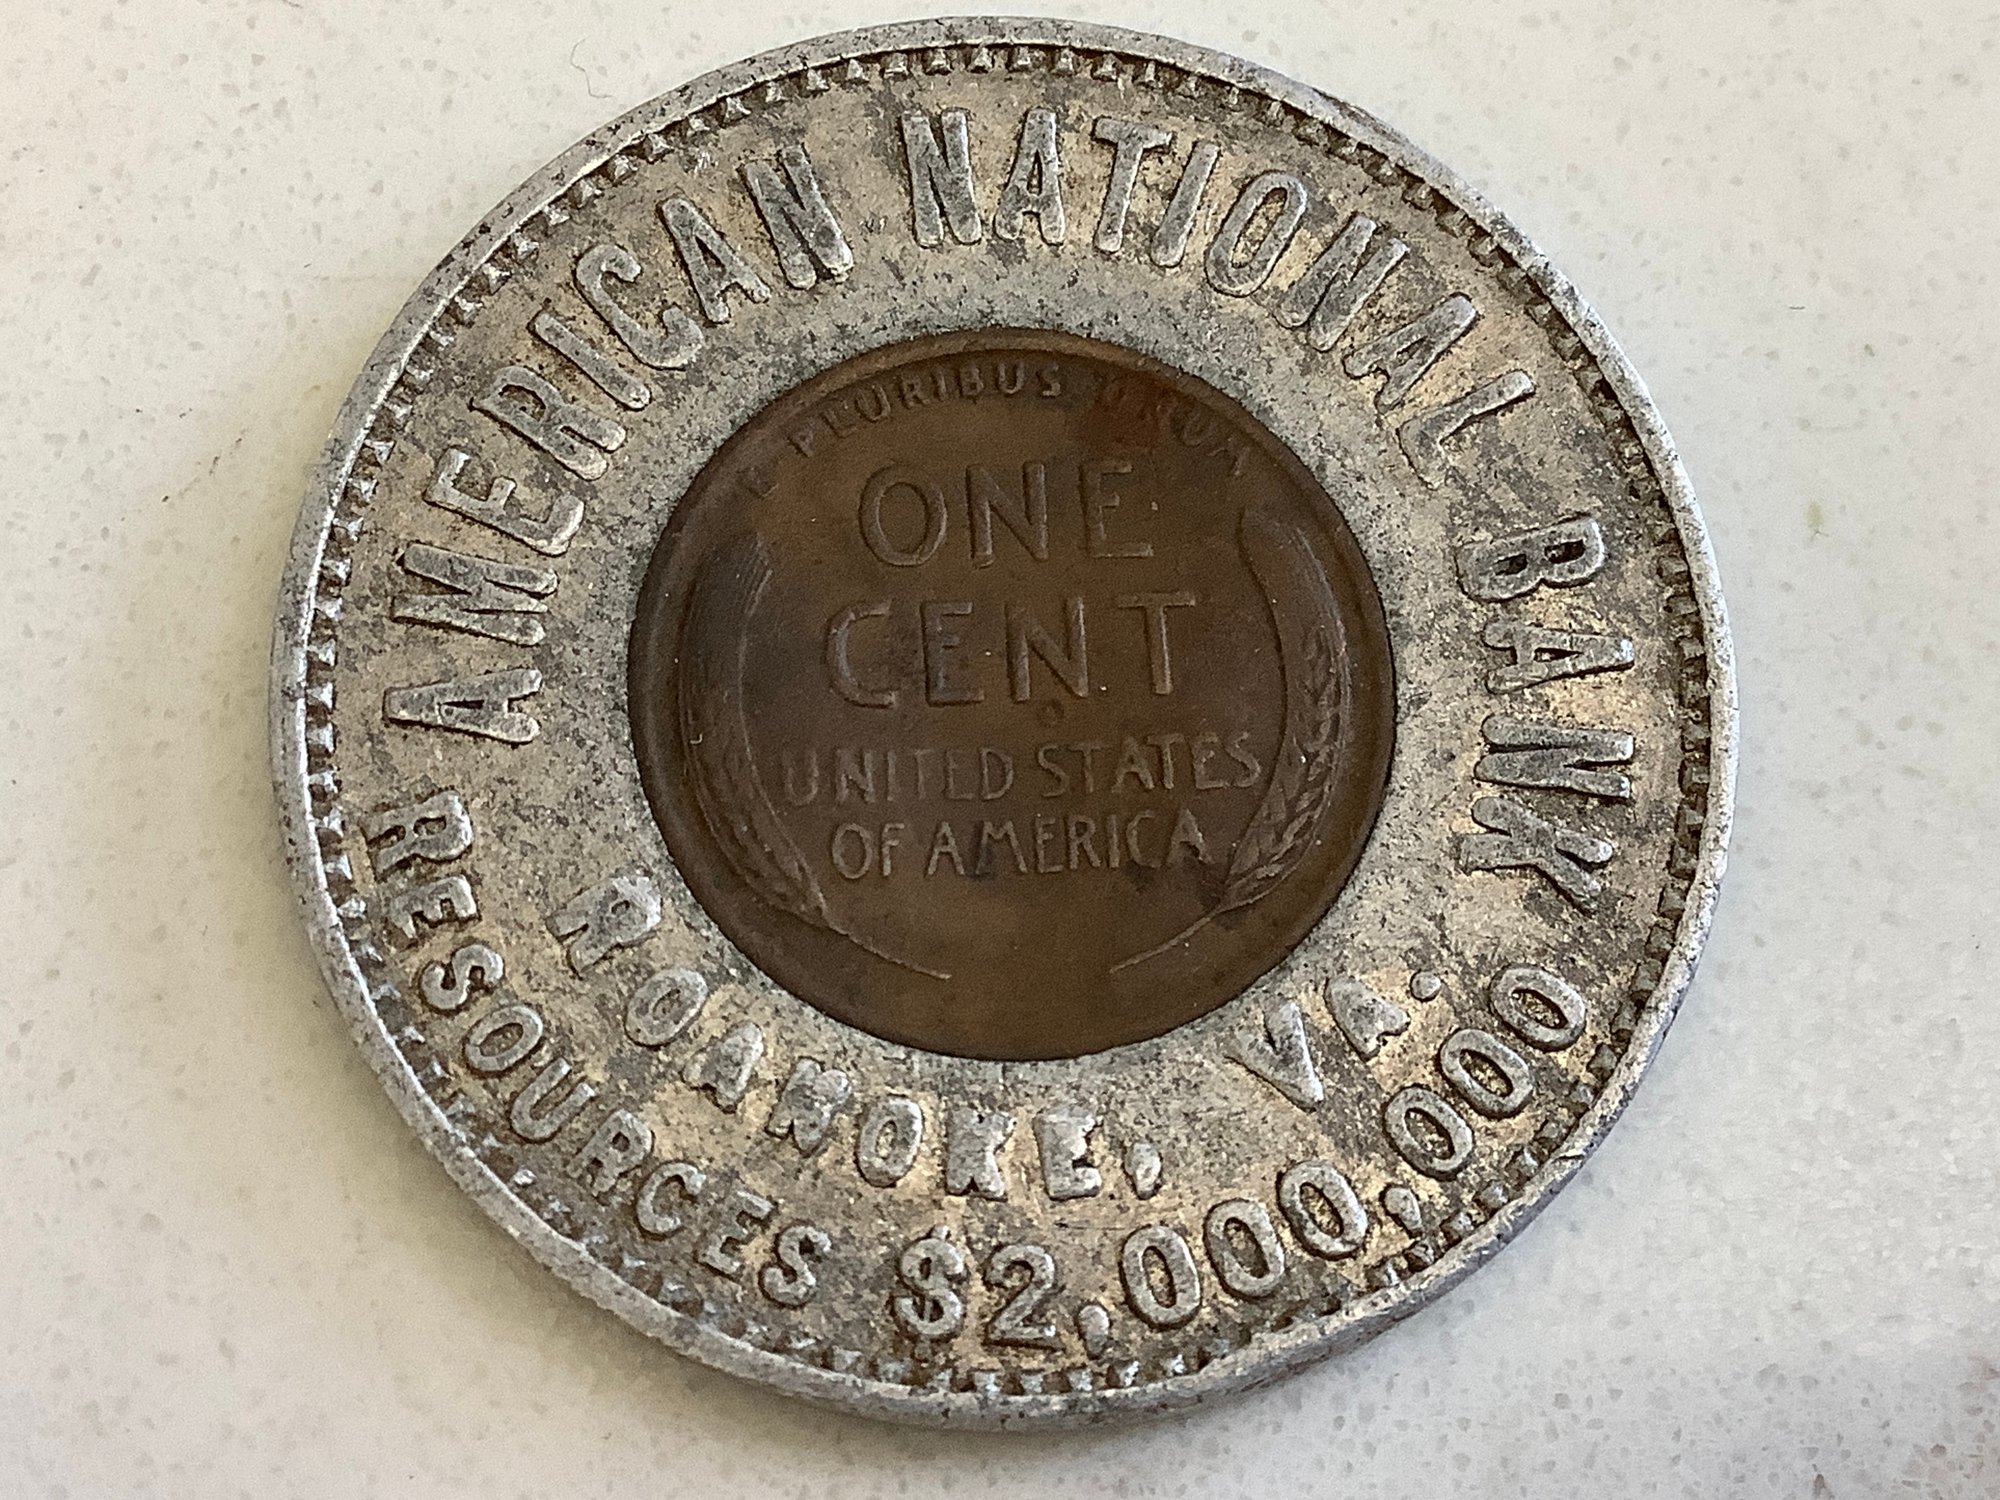 AMERICAN NATIONAL BANK
ROANOKE, VA.
RESOURCES $2,000,000
E PLURIBUS UNUM
ONE
CENT
UNITED STATES
OF AMERICA